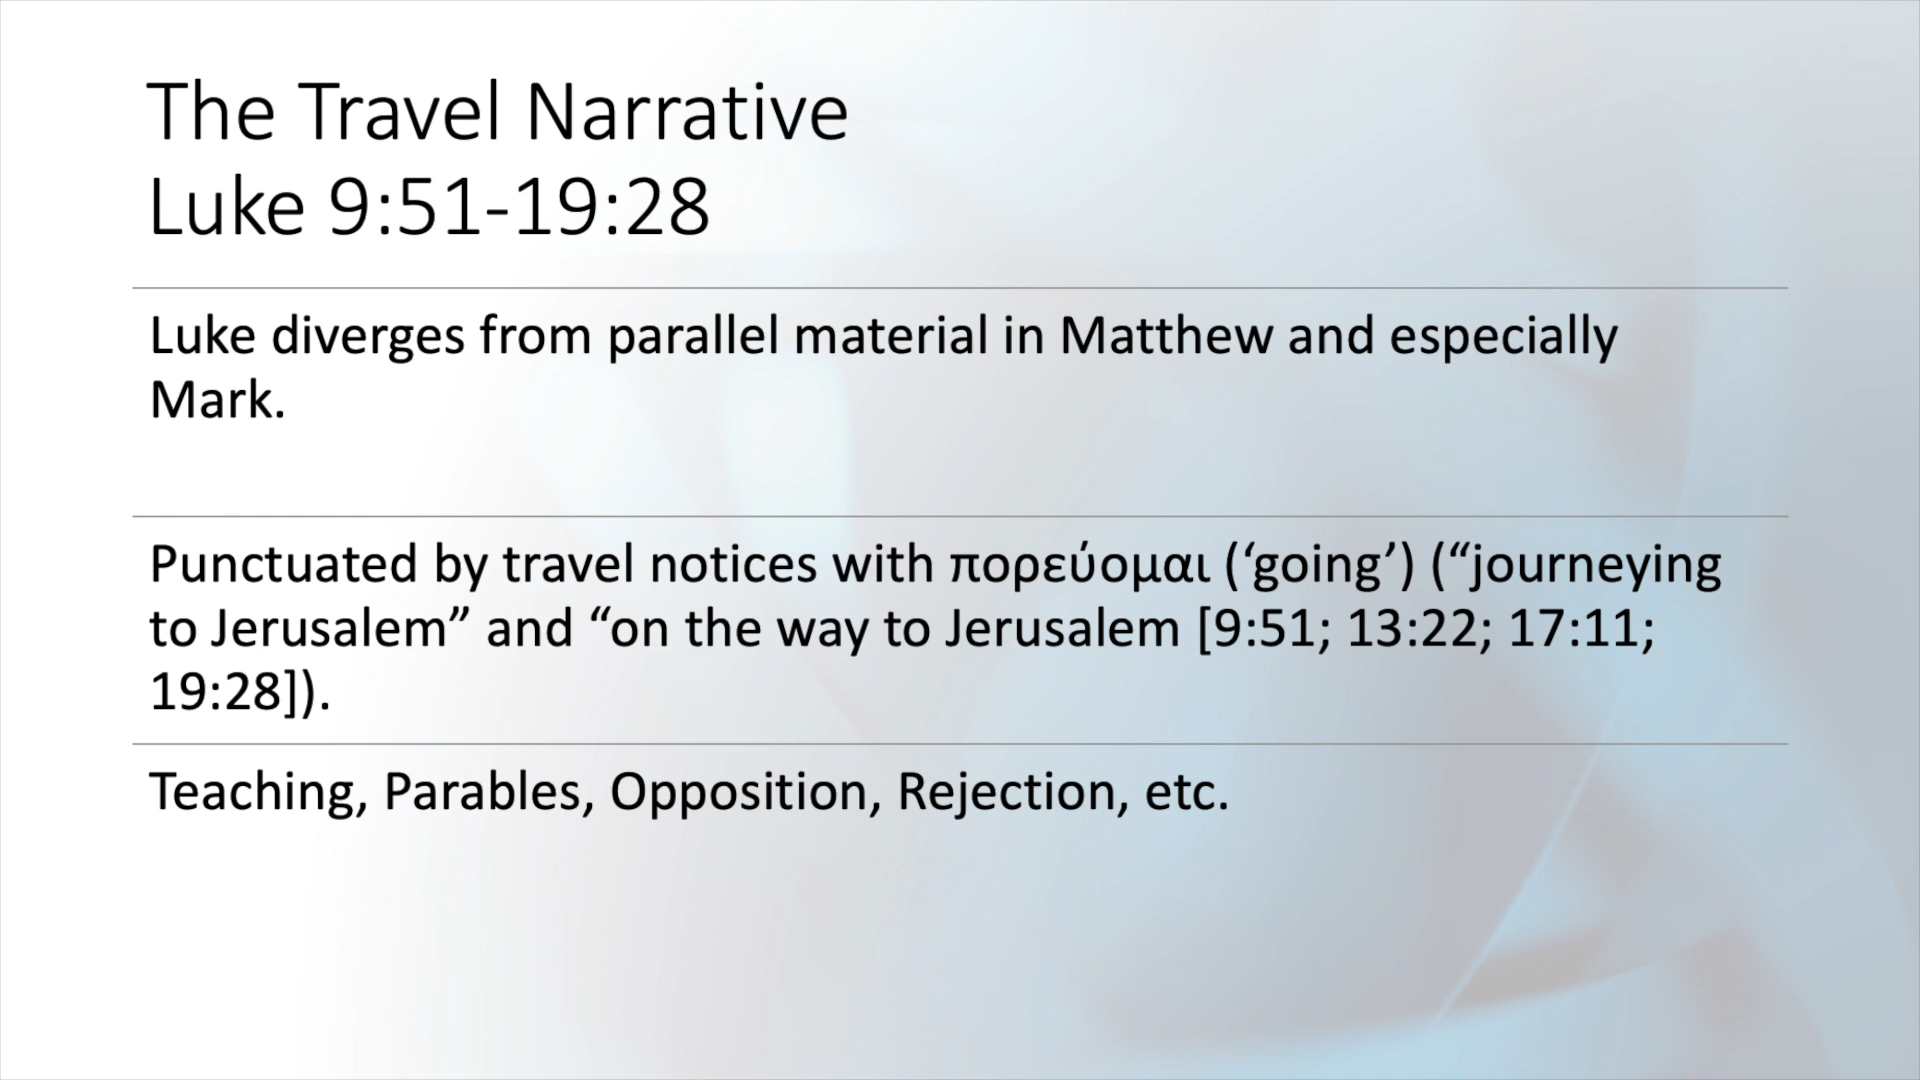 The Travel Narrative
Luke 9:51-19:28
Luke diverges from parallel material in Matthew and especially
Mark.
Punctuated by travel notices with πορεύομαι (‘going’) (“journeying
to Jerusalem” and “on the way to Jerusalem [9:51; 13:22; 17:11;
19:28]).
Teaching, Parables, Opposition, Rejection, etc.